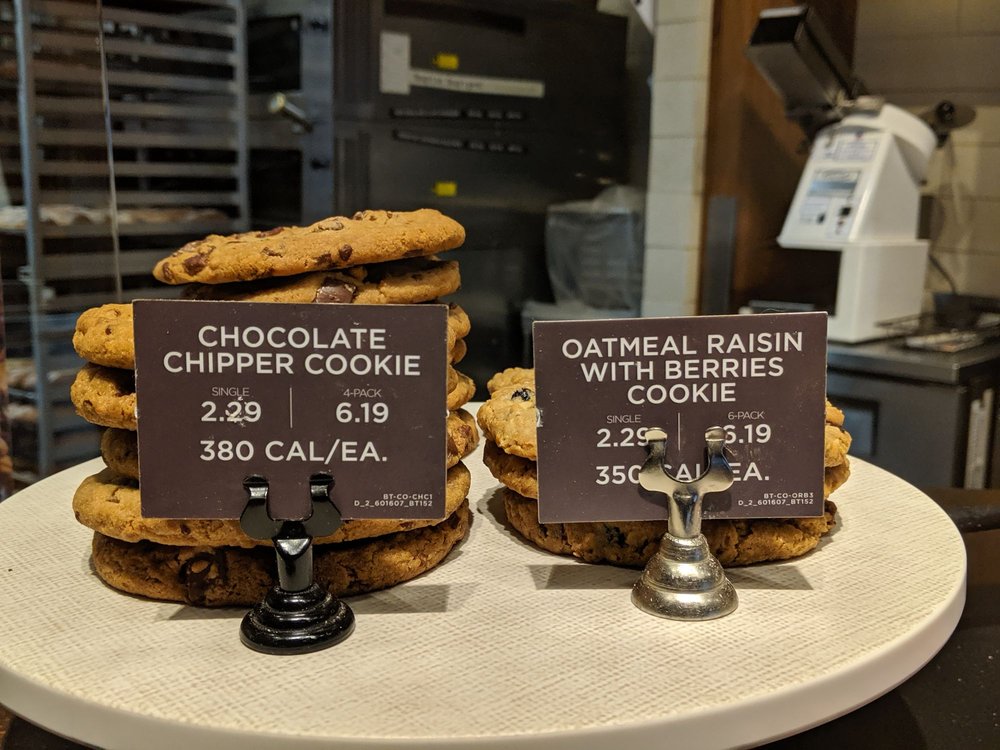 CHOCOLATE
CHIPPER COOKIE
SINGLE 4-PACK
2.29 6.19
380 CAL/EA.
BT-CO-CHC1
D_2_601607_BT152
OATMEAL RAISIN
WITH BERRIES
COOKIE
SINGLE 6-PACK
2.29 6.19
350 CAL/EA.
BT-CO-ORB3
D_2_601607_BT152